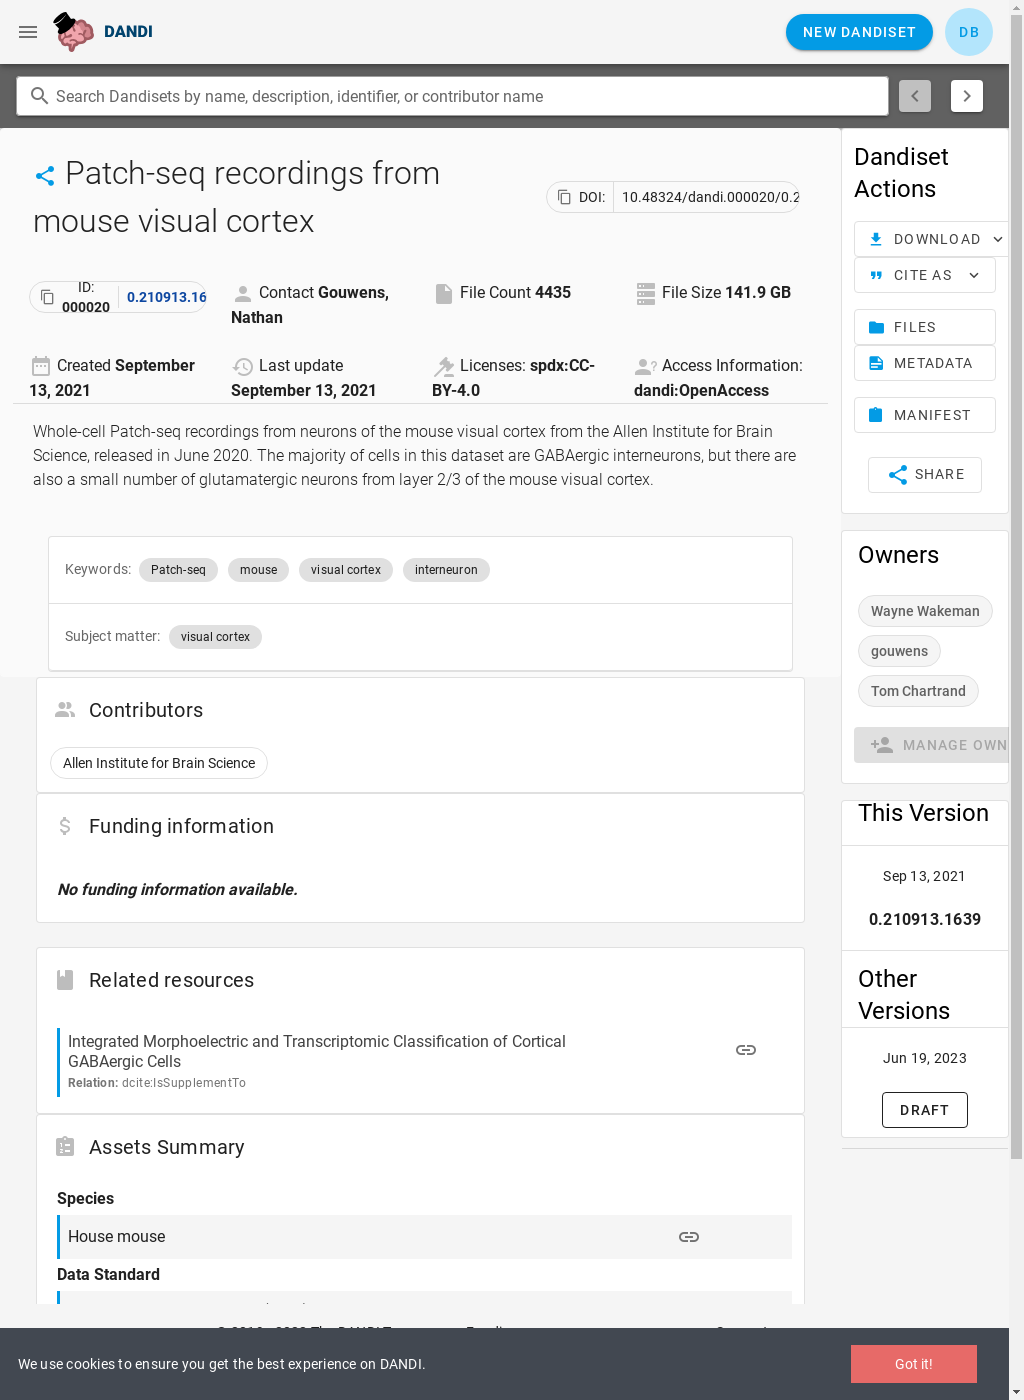 DANDI
NEW DANDISET
DB
Search Dandisets by name, description, identifier, or contributor name
Patch-seq recordings from
mouse visual cortex
DOI: 10.48324/dandi.000020/0.2
ID:
000020
0.210913.16
Contact Gouwens,
Nathan
File Count 4435
File Size 141.9 GB
Created September
13, 2021
Last update
September 13, 2021
Licenses: spdx:CC-
BY-4.0
Access Information:
dandi:OpenAccess
Whole-cell Patch-seq recordings from neurons of the mouse visual cortex from the Allen Institute for Brain
Science, released in June 2020. The majority of cells in this dataset are GABAergic interneurons, but there are
also a small number of glutamatergic neurons from layer 2/3 of the mouse visual cortex.
Keywords: Patch-seq mouse visual cortex interneuron
Subject matter: visual cortex
Contributors
Allen Institute for Brain Science
Funding information
No funding information available.
Related resources
Integrated Morphoelectric and Transcriptomic Classification of Cortical
GABAergic Cells
Relation: dcite:IsSupplementTo
Assets Summary
Species
House mouse
Data Standard
Dandiset
Actions
DOWNLOAD
CITE AS
FILES
METADATA
MANIFEST
SHARE
Owners
Wayne Wakeman
gouwens
Tom Chartrand
MANAGE OWN
This Version
Sep 13, 2021
0.210913.1639
Other
Versions
Jun 19, 2023
DRAFT
We use cookies to ensure you get the best experience on DANDI.
Got it!